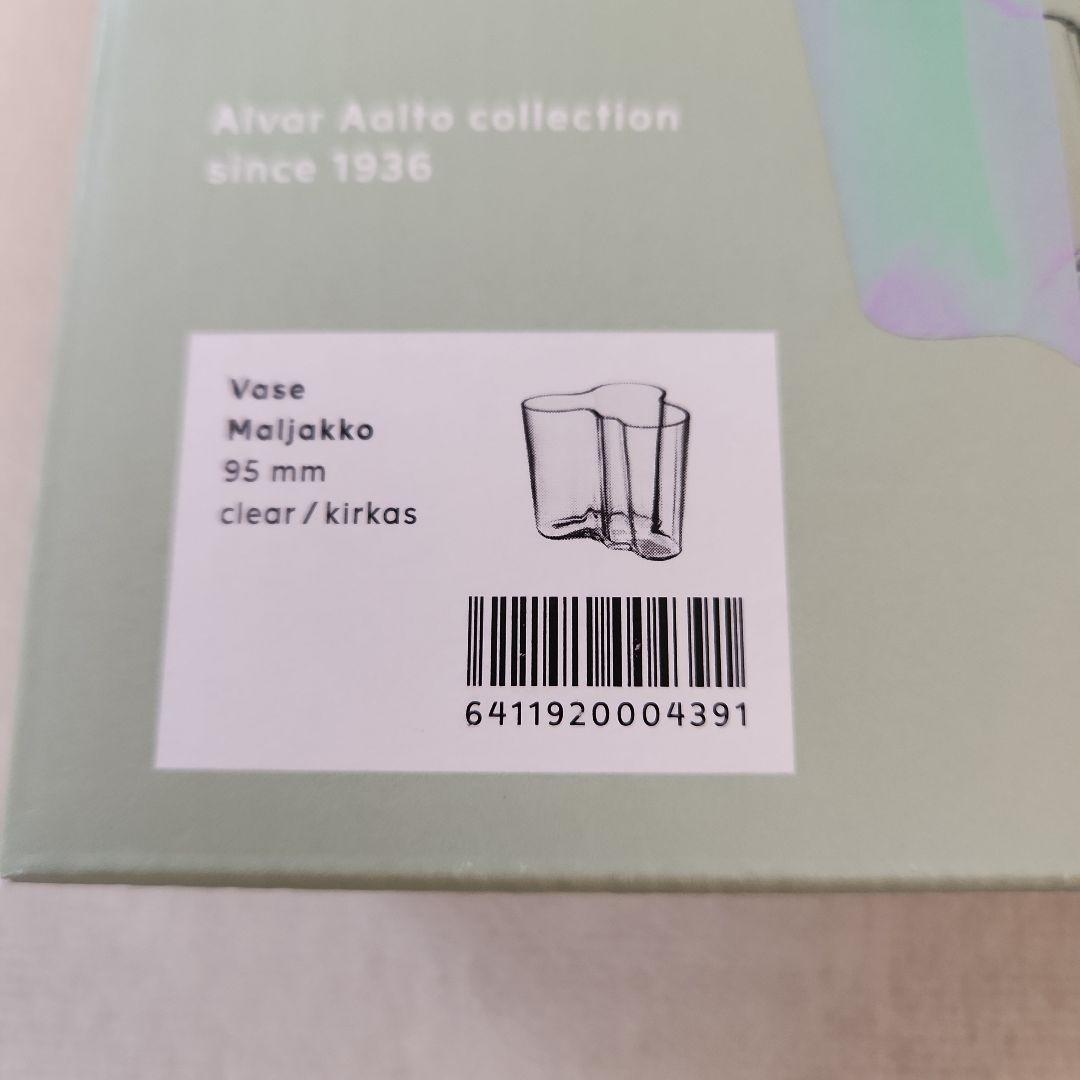 Alvar Aalto collection
since 1936
Vase
Maljakko
95 mm
clear / kirkas
6411920004391